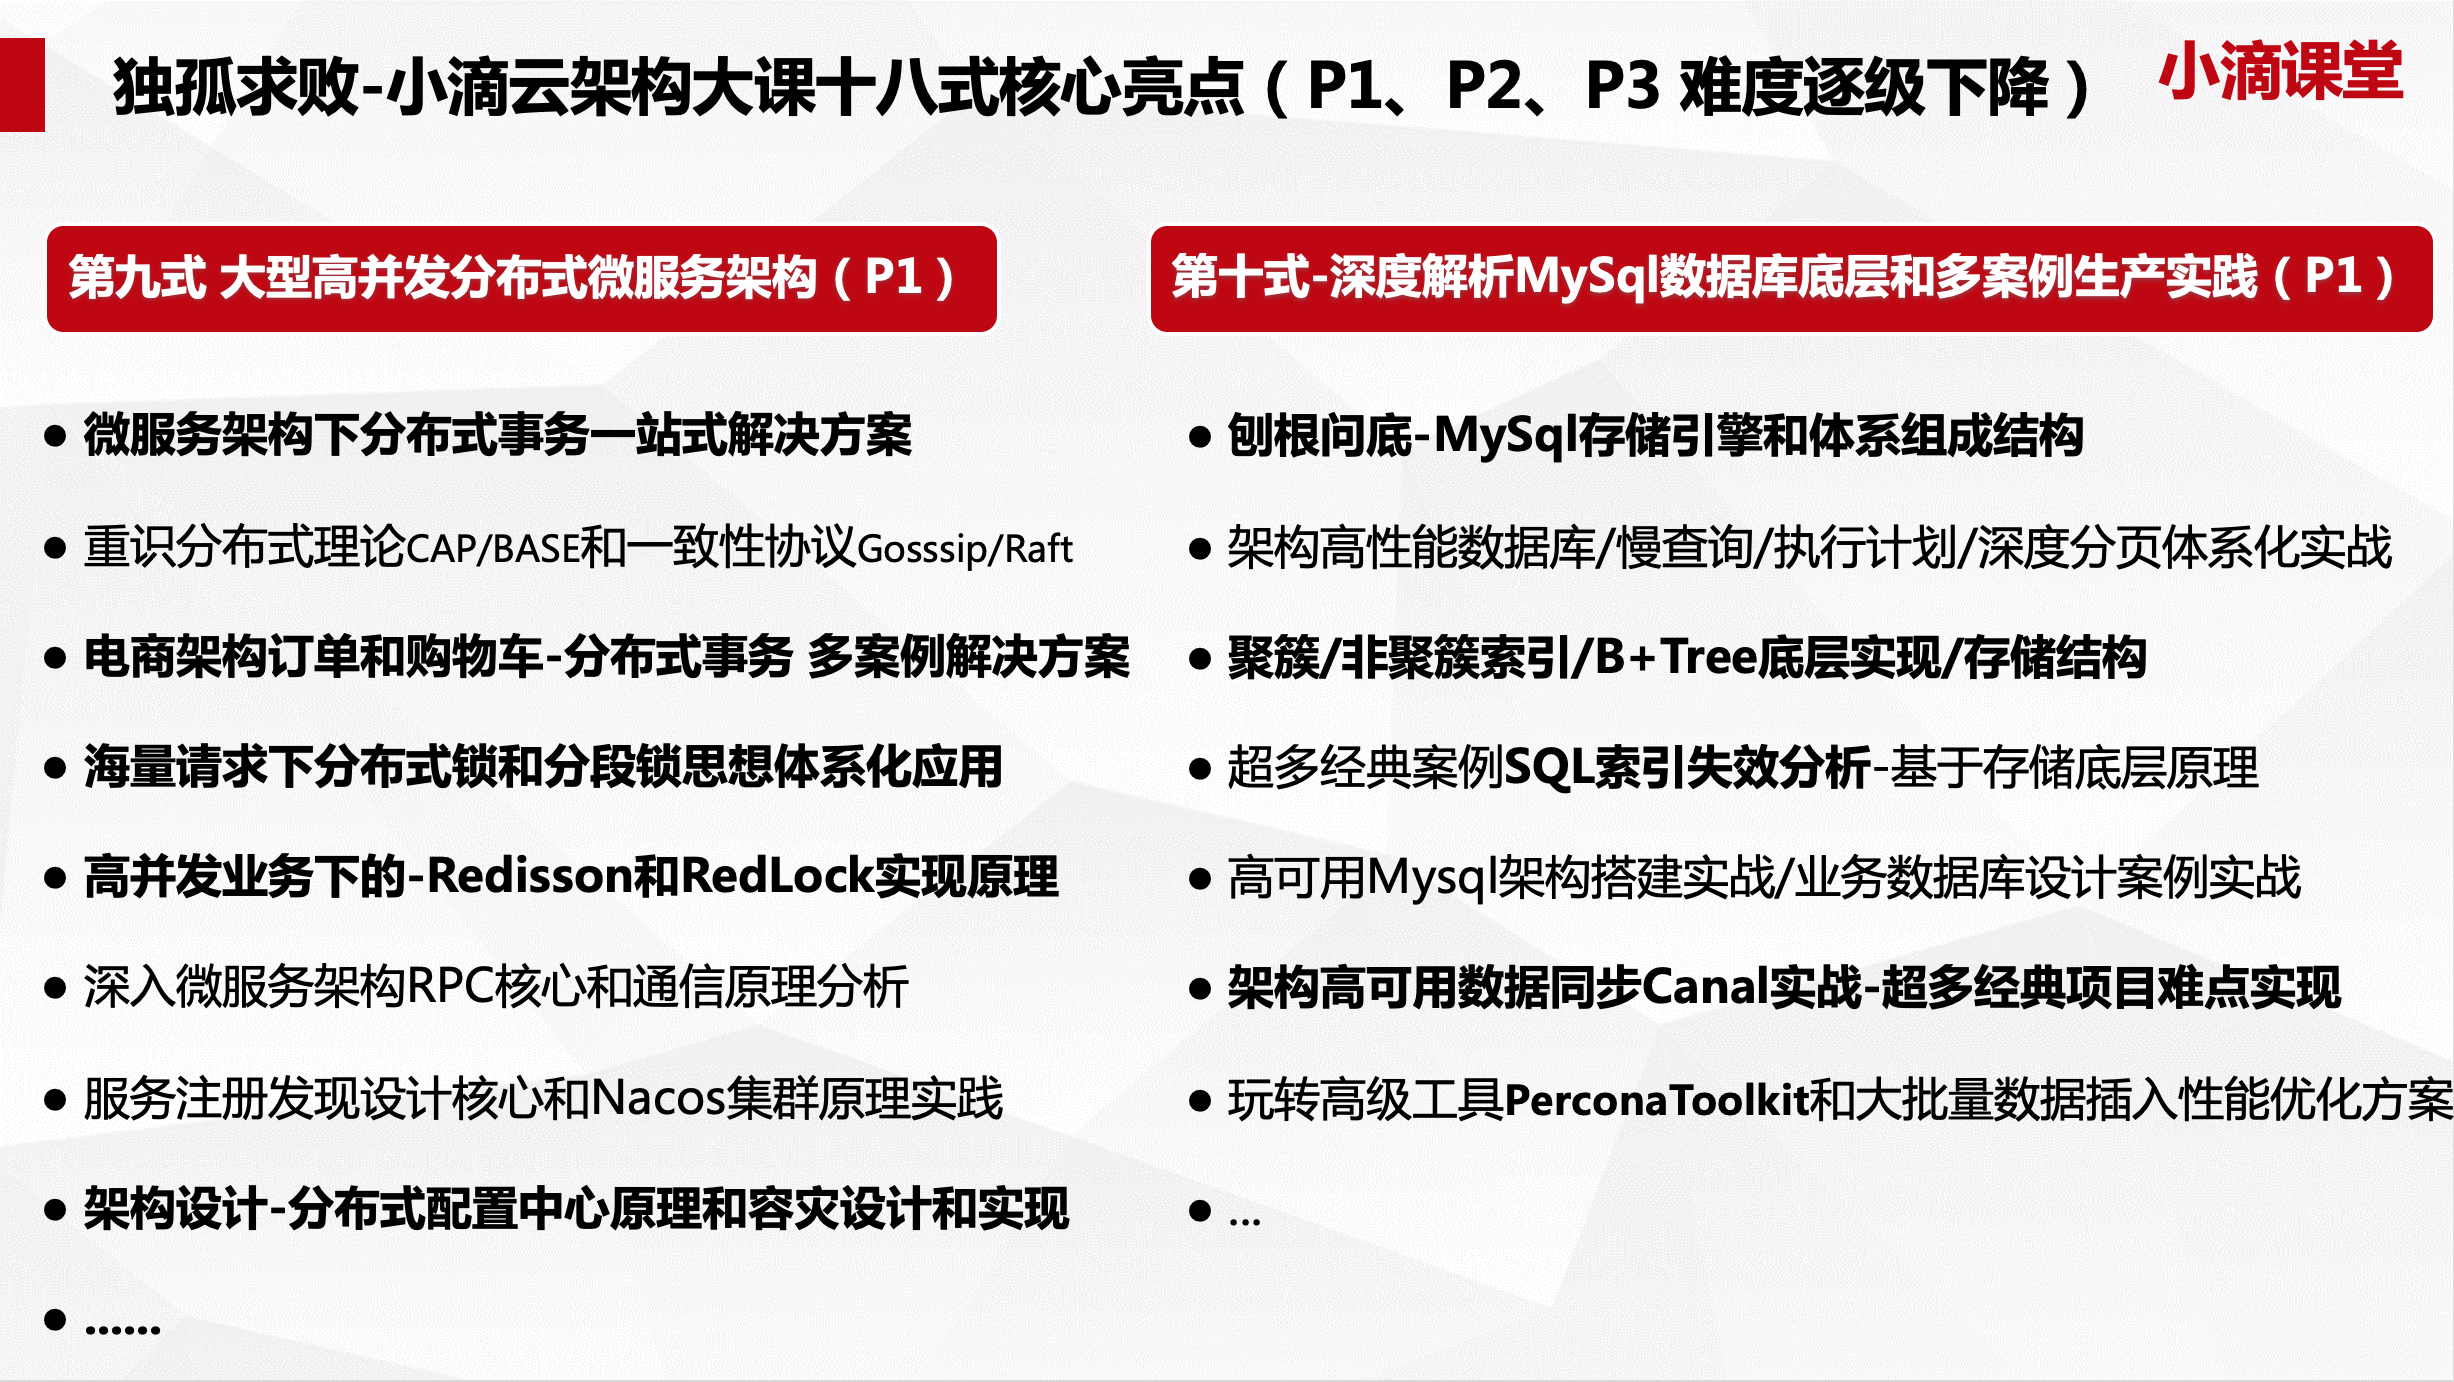 独孤求败-小滴云架构大课十八式核心亮点（P1、P2、P3 难度逐级下降）
小滴课堂
第九式 大型高并发分布式微服务架构（P1）
● 微服务架构下分布式事务一站式解决方案
● 重识分布式理论CAP/BASE和一致性协议Gosssip/Raft
● 电商架构订单和购物车-分布式事务 多案例解决方案
● 海量请求下分布式锁和分段锁思想体系化应用
● 高并发业务下的-Redisson和RedLock实现原理
● 深入微服务架构RPC核心和通信原理分析
● 服务注册发现设计核心和Nacos集群原理实践
● 架构设计-分布式配置中心原理和容灾设计和实现
● ......
第十式-深度解析MySql数据库底层和多案例生产实践（P1）
● 刨根问底-MySql存储引擎和体系组成结构
● 架构高性能数据库/慢查询/执行计划/深度分页体系化实战
● 聚簇/非聚簇索引/B+Tree底层实现/存储结构
● 超多经典案例SQL索引失效分析-基于存储底层原理
● 高可用Mysql架构搭建实战/业务数据库设计案例实战
● 架构高可用数据同步Canal实战-超多经典项目难点实现
● 玩转高级工具PerconaToolkit和大批量数据插入性能优化方案
● ...